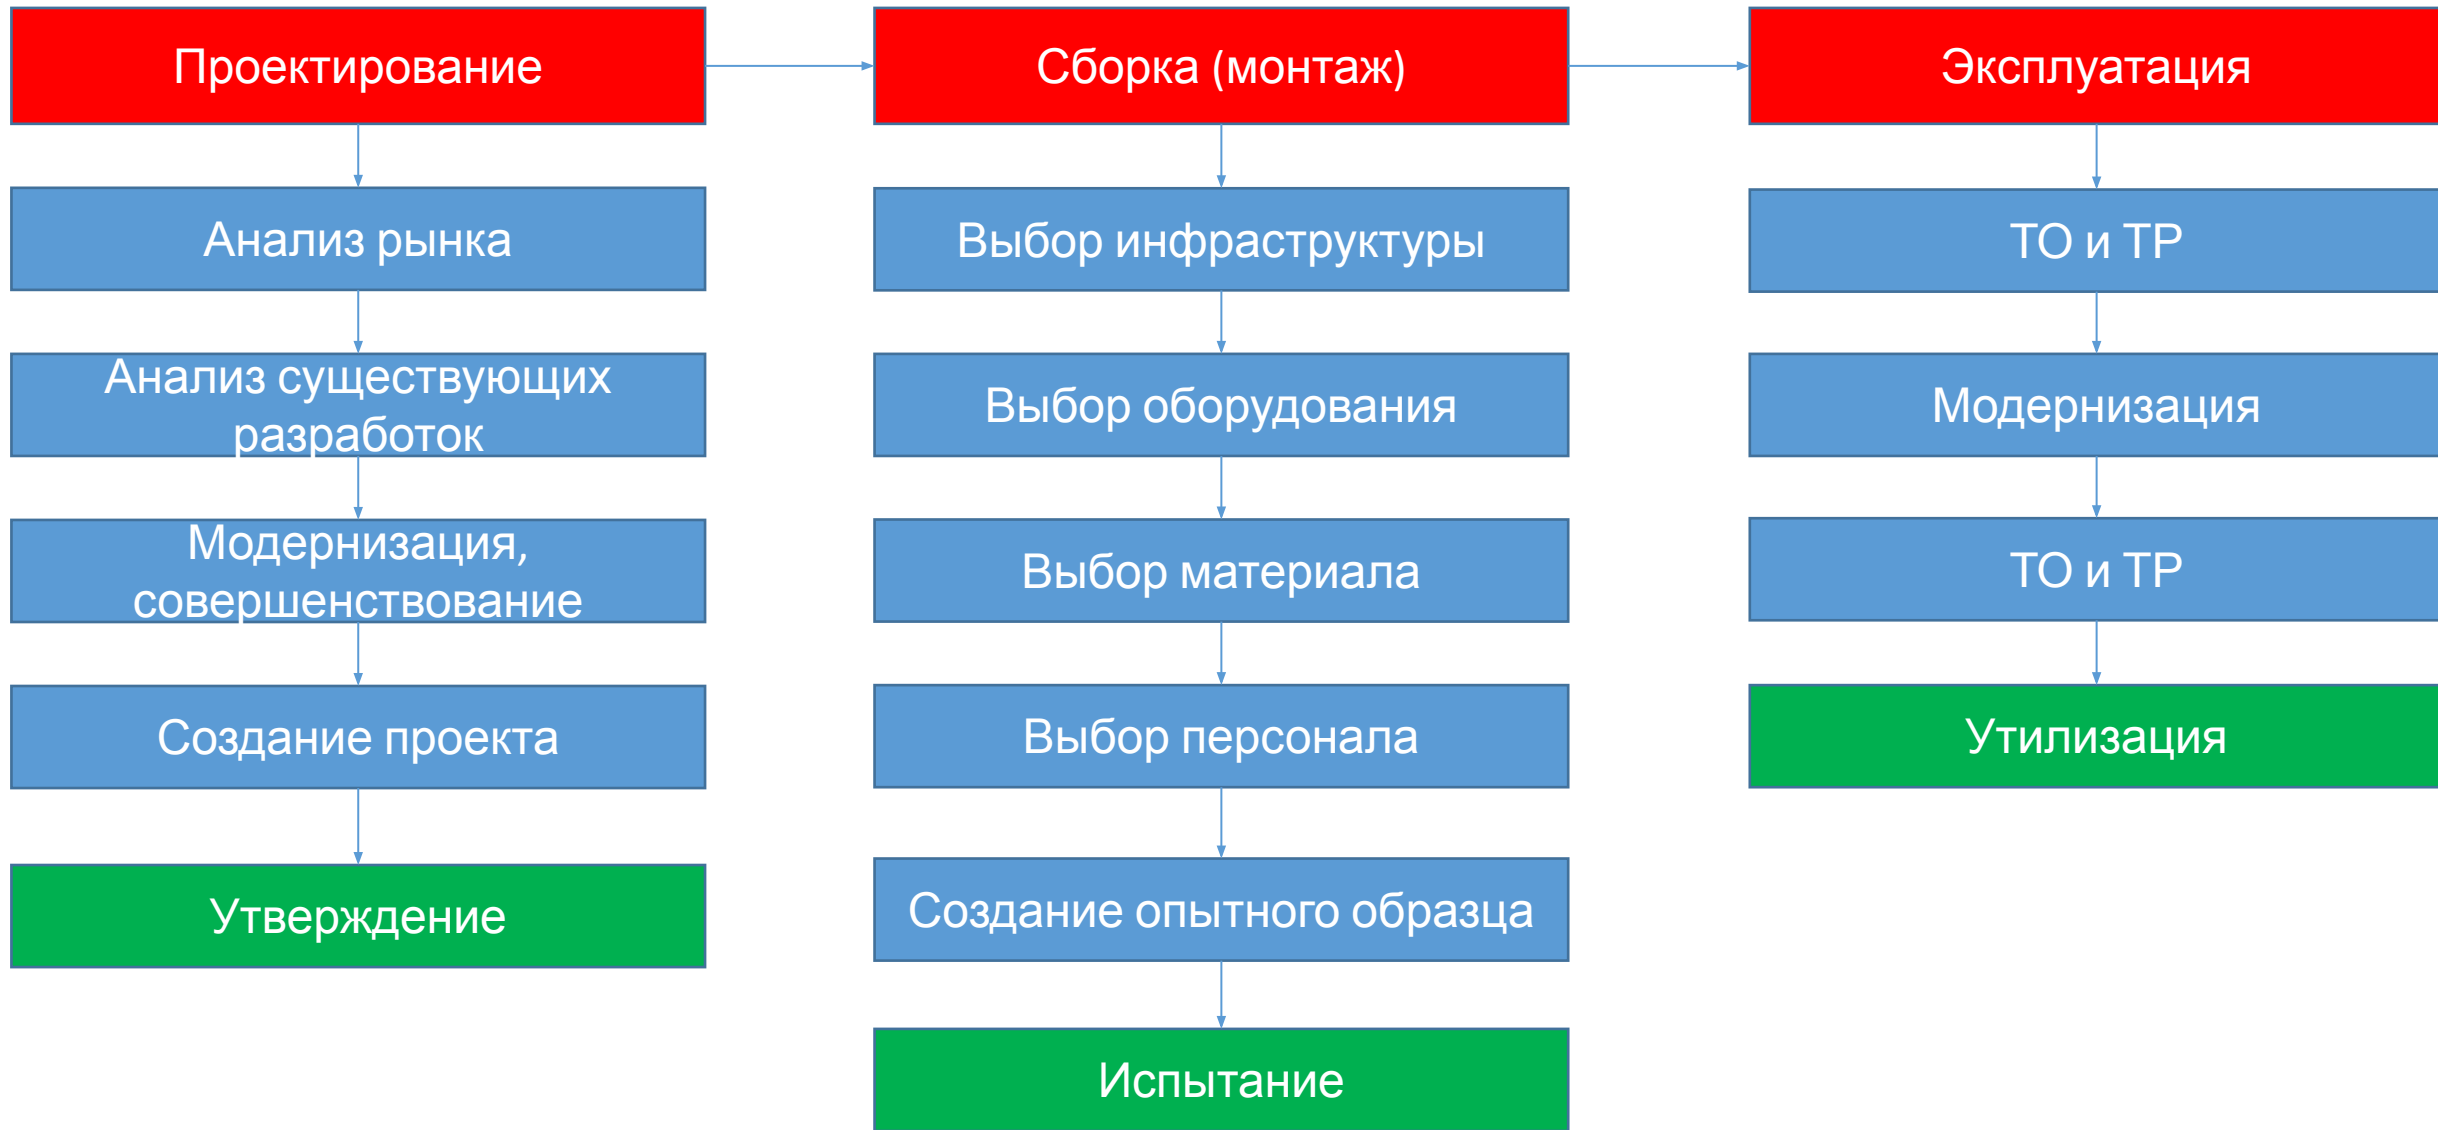 Проектирование
Анализ рынка
Анализ существующих
разработок
Модернизация,
совершенствование
Создание проекта
Утверждение
Сборка (монтаж)
Выбор инфраструктуры
Выбор оборудования
Выбор материала
Выбор персонала
Создание опытного образца
Испытание
Эксплуатация
ТО и ТР
Модернизация
ТО и ТР
Утилизация